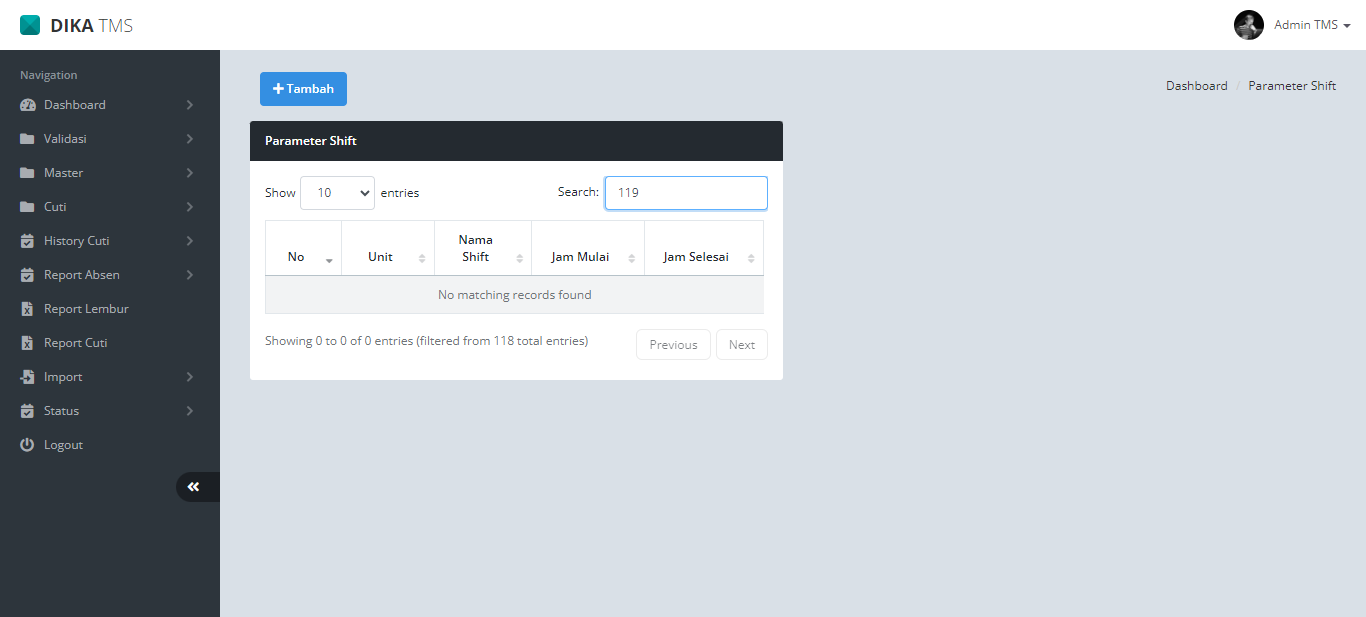 DIKA TMS
Admin TMS
Navigation
Dashboard
Validasi
Master
Cuti
History Cuti
Report Absen
Report Lembur
Report Cuti
Import
Status
Logout
Tambah
Dashboard / Parameter Shift
Parameter Shift
Show 10 entries
Search: 119
No Unit Nama Shift Jam Mulai Jam Selesai
No matching records found
Showing 0 to 0 of 0 entries (filtered from 118 total entries)
Previous Next